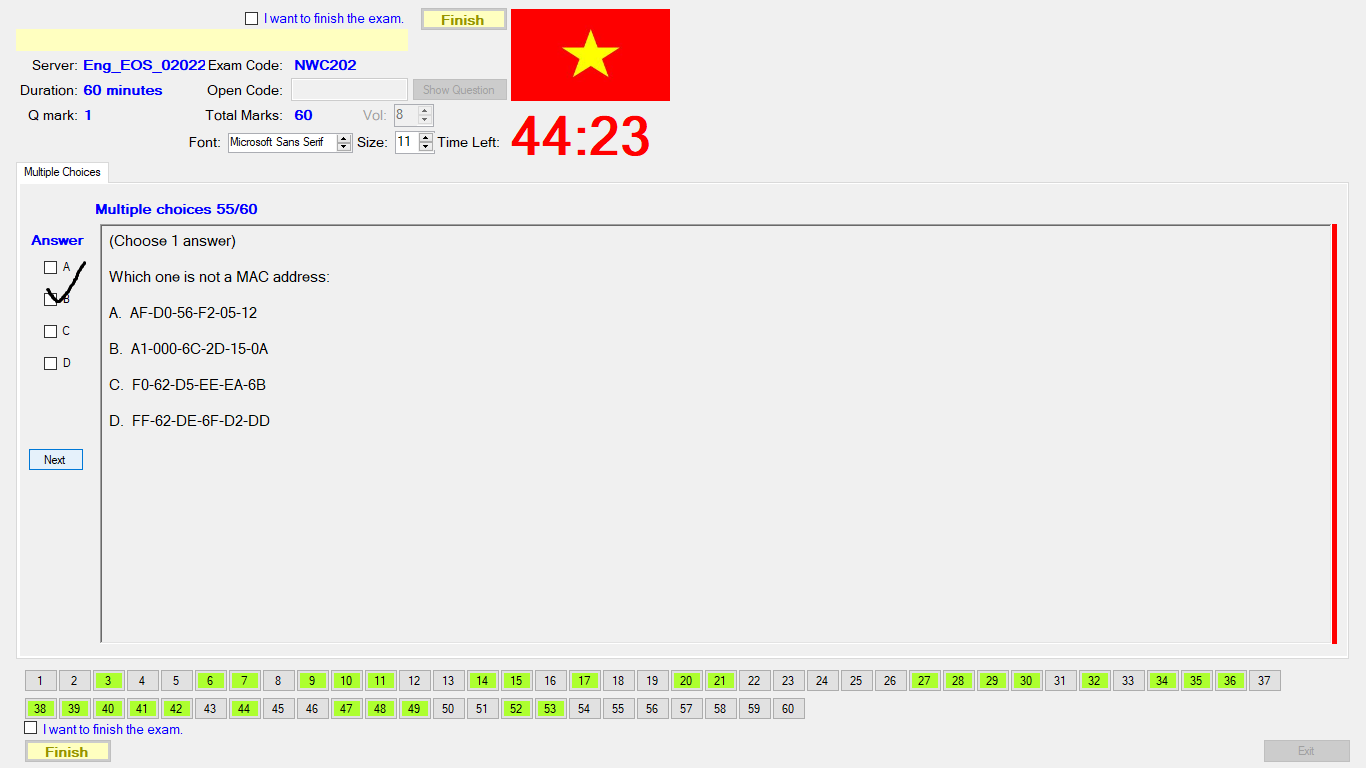 I want to finish the exam. Finish
Server: Eng_EOS_02022 Exam Code: NWC202
Duration: 60 minutes Open Code: Show Question
Q mark: 1 Total Marks: 60 Vol: 8
Font: Microsoft Sans Serif Size: 11 Time Left: 44:23
Multiple Choices
Multiple choices 55/60
Answer
A
B
C
D
Next
(Choose 1 answer)
Which one is not a MAC address:
A. AF-D0-56-F2-05-12
B. A1-000-6C-2D-15-0A
C. F0-62-D5-EE-EA-6B
D. FF-62-DE-6F-D2-DD
1 2 3 4 5 6 7 8 9 10 11 12 13 14 15 16 17 18 19 20 21 22 23 24 25 26 27 28 29 30 31 32 33 34 35 36 37
38 39 40 41 42 43 44 45 46 47 48 49 50 51 52 53 54 55 56 57 58 59 60
I want to finish the exam.
Finish Exit